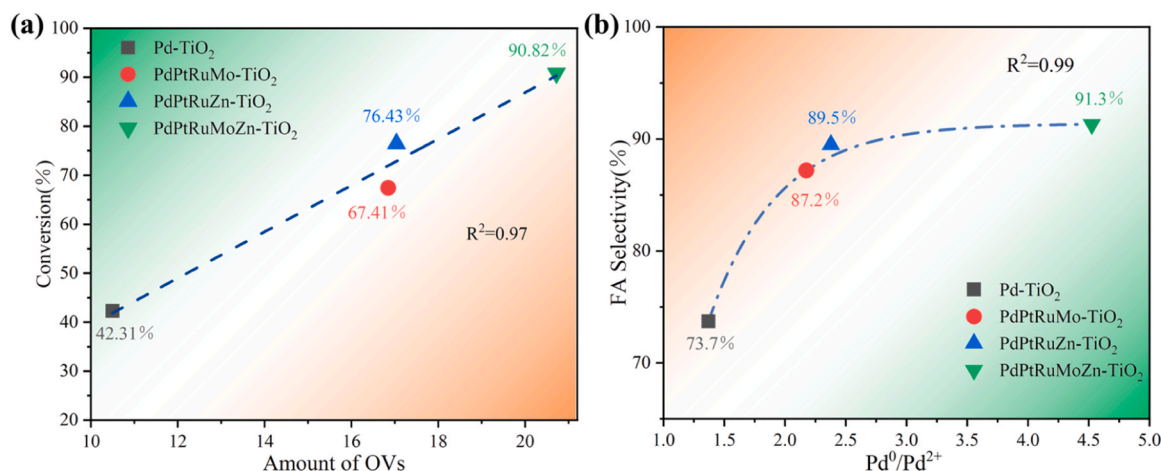 (a)
Conversion(%)
100
90
80
70
60
50
40
30
20
10
12
14
16
18
20
Amount of OVs
Pd-TiO₂
PdPtRuMo-TiO₂
PdPtRuZn-TiO₂
PdPtRuMoZn-TiO₂
90.82%
76.43%
67.41%
42.31%
R²=0.97
(b)
FA Selectivity(%)
100
90
80
70
1.0
1.5
2.0
2.5
3.0
3.5
4.0
4.5
5.0
Pd⁰/Pd²⁺
R²=0.99
91.3%
89.5%
87.2%
73.7%
Pd-TiO₂
PdPtRuMo-TiO₂
PdPtRuZn-TiO₂
PdPtRuMoZn-TiO₂